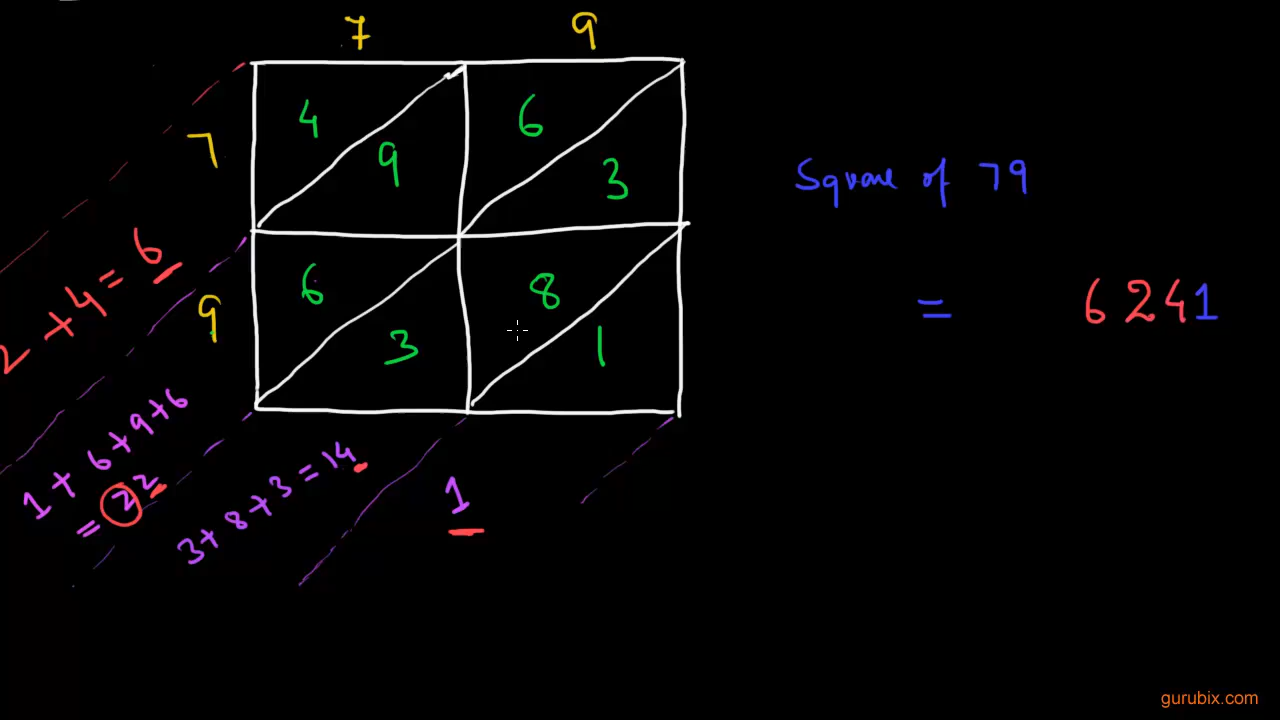 7 9
7 4 9 6 3
9 6 3 8 1
2 + 4 = 6
1 + 6 + 9 + 6
= 22
3 + 8 + 3 = 14
1
Square of 79
= 6241
gurubix.com